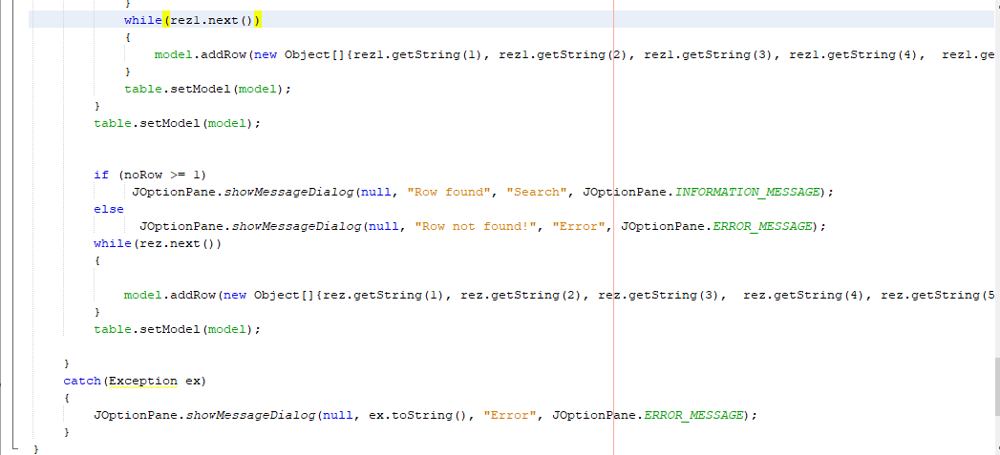 }
while(rez1.next())
{
model.addRow(new Object[]{rez1.getString(1), rez1.getString(2), rez1.getString(3), rez1.getString(4), rez1.ge
}
table.setModel(model);
}
table.setModel(model);
if (noRow >= 1)
JOptionPane.showMessageDialog(null, "Row found", "Search", JOptionPane.INFORMATION_MESSAGE);
else
JOptionPane.showMessageDialog(null, "Row not found!", "Error", JOptionPane.ERROR_MESSAGE);
while(rez.next())
{
model.addRow(new Object[]{rez.getString(1), rez.getString(2), rez.getString(3), rez.getString(4), rez.getString(5
}
table.setModel(model);
}
catch(Exception ex)
{
JOptionPane.showMessageDialog(null, ex.toString(), "Error", JOptionPane.ERROR_MESSAGE);
}
}